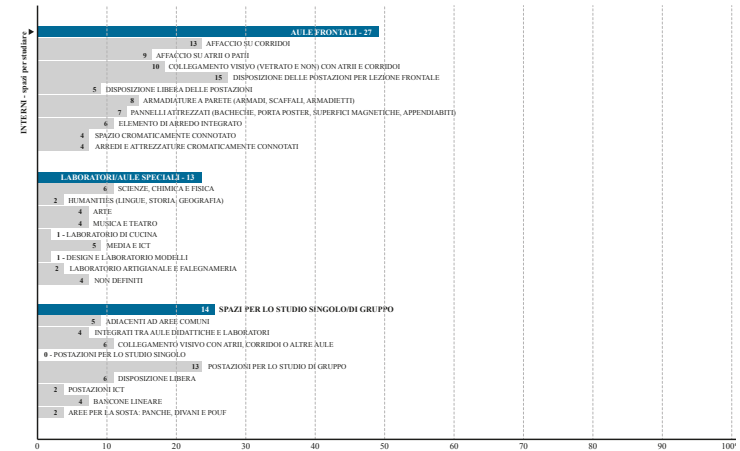 INTERNI - spazi per studiare
AULE FRONTALI - 27
13 AFFACCIO SU CORRIDOI
9 AFFACCIO SU ATRII O PATII
10 COLLEGAMENTO VISIVO (VETRATO E NON) CON ATRII E CORRIDOI
15 DISPOSIZIONE DELLE POSTAZIONI PER LEZIONE FRONTALE
5 DISPOSIZIONE LIBERA DELLE POSTAZIONI
8 ARMADIATURE A PARETE (ARMADI, SCAFFALI, ARMADIETTI)
7 PANNELLI ATTREZZATI (BACHECHE, PORTA POSTER, SUPERFICI MAGNETICHE, APPENDIABITI)
6 ELEMENTO DI ARREDO INTEGRATO
4 SPAZIO CROMATICAMENTE CONNOTATO
4 ARREDI E ATTREZZATURE CROMATICAMENTE CONNOTATI
LABORATORI/AULE SPECIALI - 13
6 SCIENZE, CHIMICA E FISICA
2 HUMANITIES (LINGUE, STORIA, GEOGRAFIA)
4 ARTE
4 MUSICA E TEATRO
1 - LABORATORIO DI CUCINA
5 MEDIA E ICT
1 - DESIGN E LABORATORIO MODELLI
2 LABORATORIO ARTIGIANALE E FALEGNAMERIA
4 NON DEFINITI
14 SPAZI PER LO STUDIO SINGOLO/DI GRUPPO
5 ADIACENTI AD AREE COMUNI
4 INTEGRATI TRA AULE DIDATTICHE E LABORATORI
6 COLLEGAMENTO VISIVO CON ATRII, CORRIDOI O ALTRE AULE
0 - POSTAZIONI PER LO STUDIO SINGOLO
13 POSTAZIONI PER LO STUDIO DI GRUPPO
6 DISPOSIZIONE LIBERA
2 POSTAZIONI ICT
4 BANCONE LINEARE
2 AREE PER LA SOSTA: PANCHE, DIVANI E POUF
0 10 20 30 40 50 60 70 80 90 100%